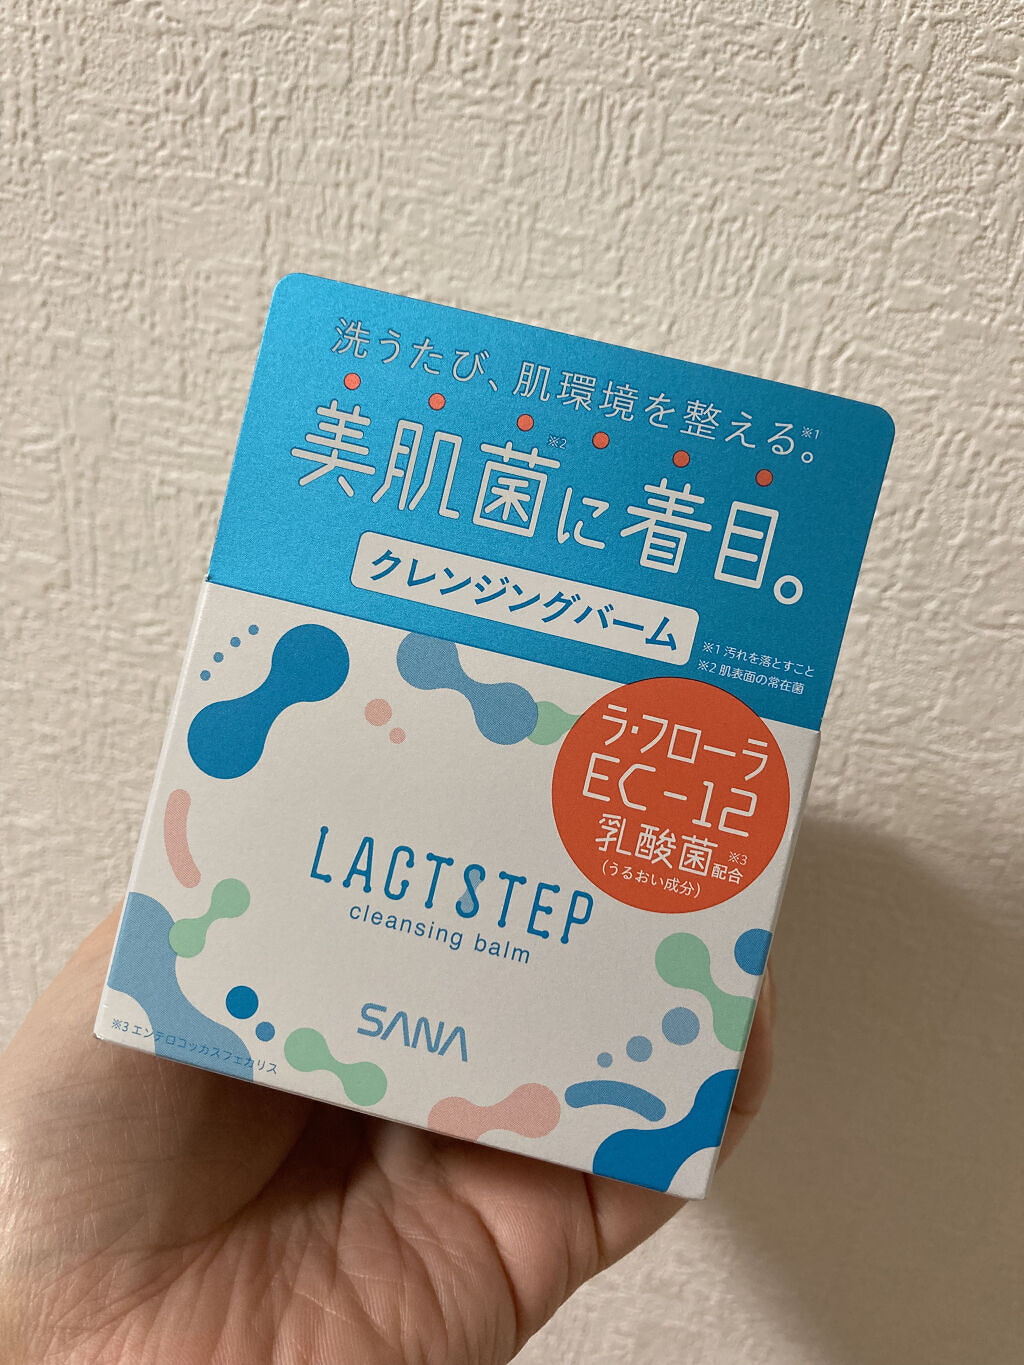 洗うたび、肌環境を整える。※1
美肌菌※2に着目。
クレンジングバーム
※1 汚れを落とすこと
※2 肌表面の常在菌
ラ・フローラ
EC-12
乳酸菌※3配合
(うるおい成分)
LACTSTEP
cleansing balm
SANA
※3 エンテロコッカスフェカリス